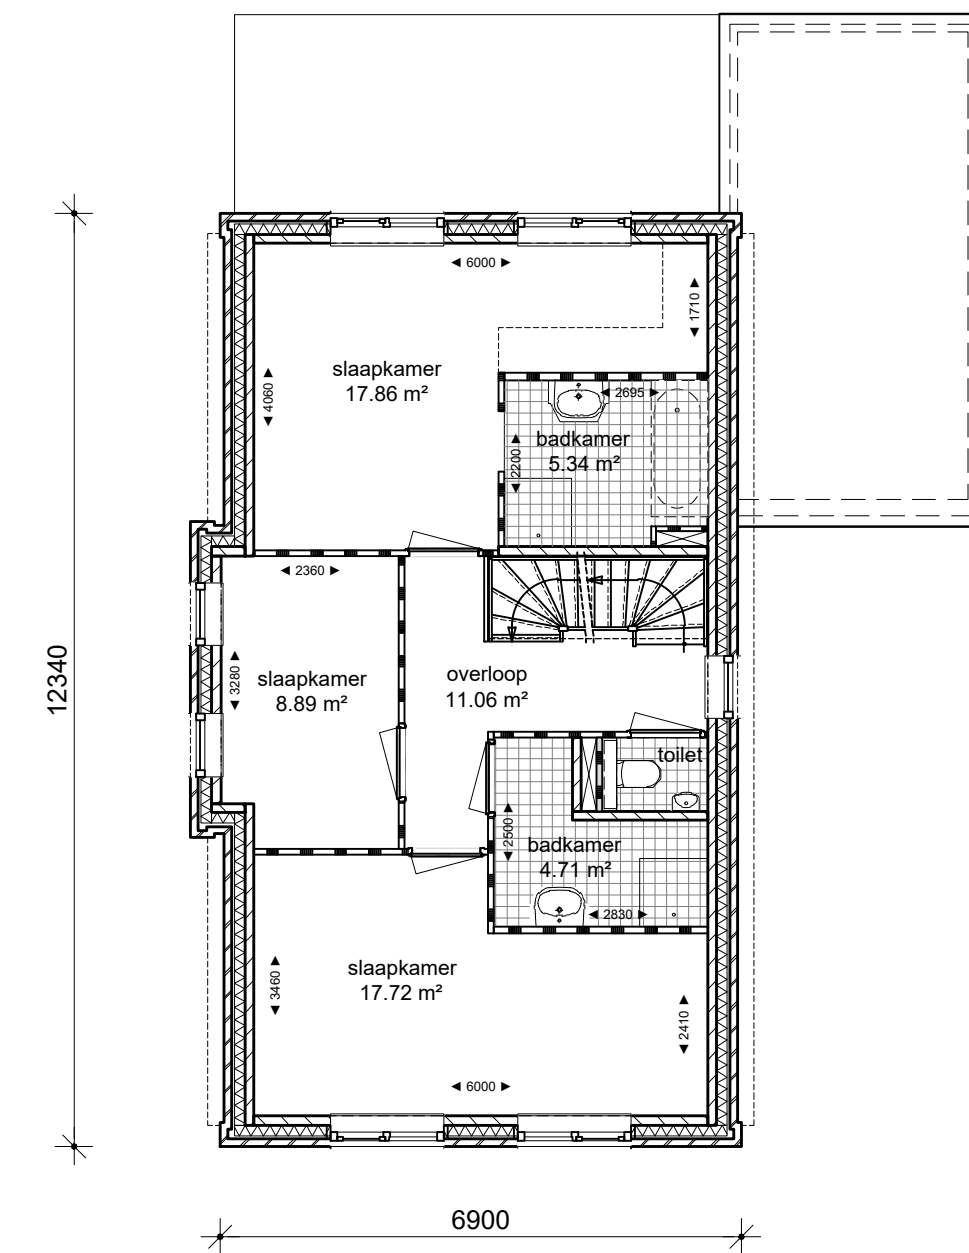 6000
1710
slaapkamer
17.86 m²
4060
2695
badkamer
5.34 m²
2200
2360
12340
3280
slaapkamer
8.89 m²
overloop
11.06 m²
toilet
2500
badkamer
4.71 m²
2830
slaapkamer
17.72 m²
3460
2410
6000
6900